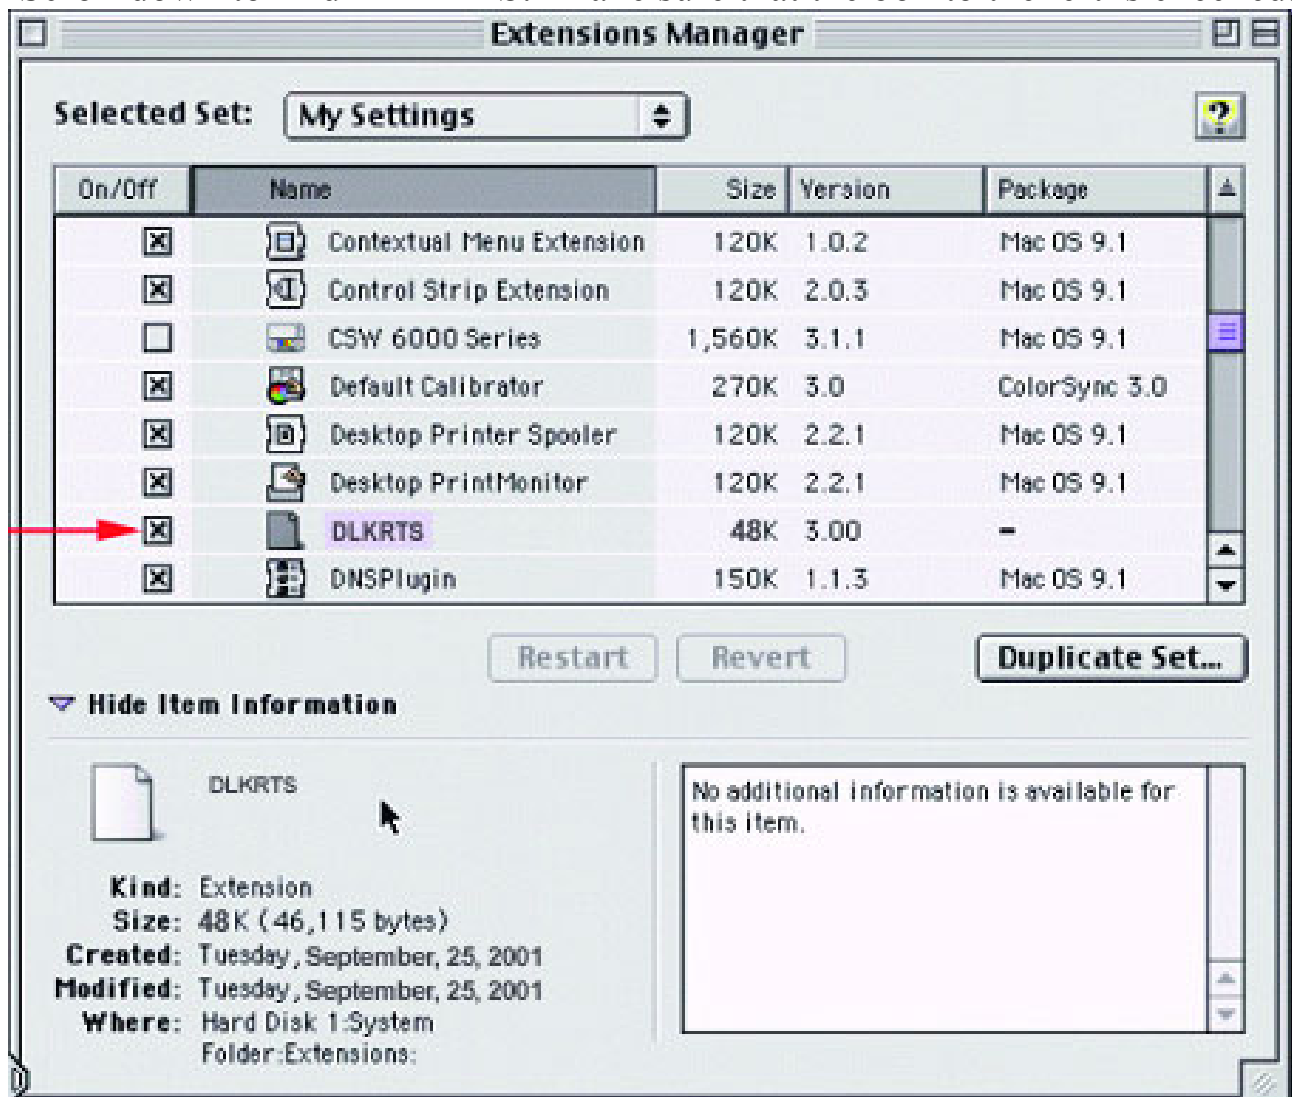 Extensions Manager
Selected Set: My Settings
?
On/Off Name Size Version Package
Contextual Menu Extension 120K 1.0.2 Mac OS 9.1
Control Strip Extension 120K 2.0.3 Mac OS 9.1
CSW 6000 Series 1,560K 3.1.1 Mac OS 9.1
Default Calibrator 270K 3.0 ColorSync 3.0
Desktop Printer Spooler 120K 2.2.1 Mac OS 9.1
Desktop PrintMonitor 120K 2.2.1 Mac OS 9.1
DLKRTS 48K 3.00 -
DNSPlugin 150K 1.1.3 Mac OS 9.1
Restart Revert Duplicate Set...
Hide Item Information
DLKRTS
Kind: Extension
Size: 48K (46,115 bytes)
Created: Tuesday, September, 25, 2001
Modified: Tuesday, September, 25, 2001
Where: Hard Disk 1:System
Folder:Extensions:
No additional information is available for
this item.